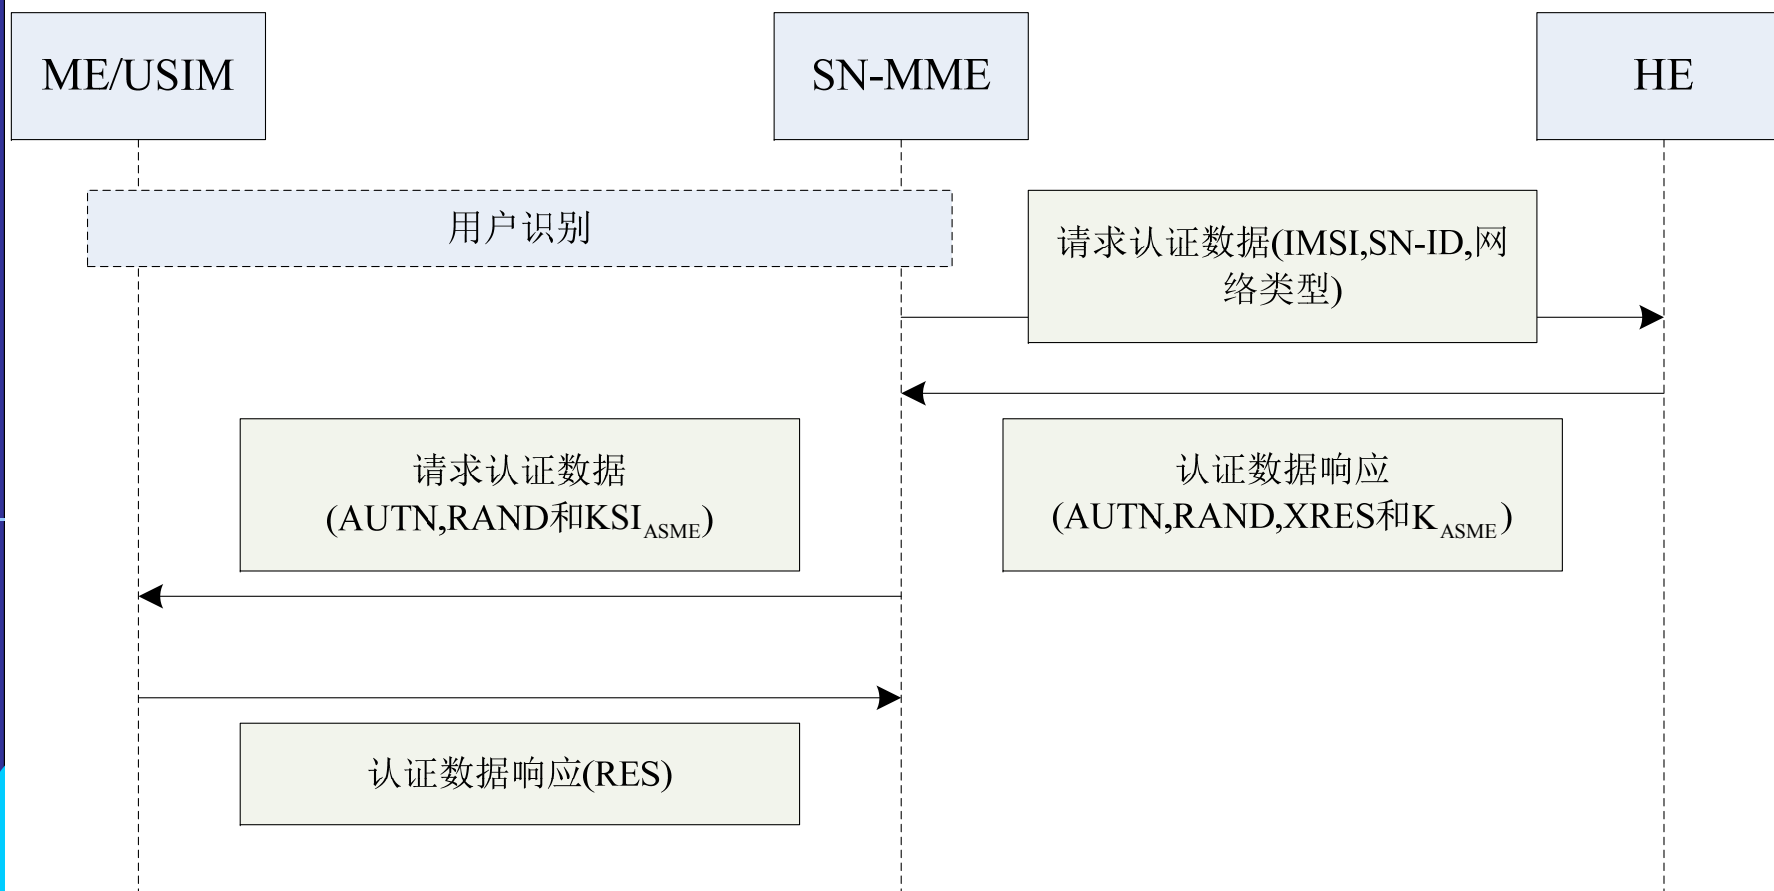 ME/USIM
SN-MME
HE
用户识别
请求认证数据(IMSI,SN-ID,网
络类型)
请求认证数据
(AUTN,RAND和KSI_ASME)
认证数据响应
(AUTN,RAND,XRES和K_ASME)
认证数据响应(RES)